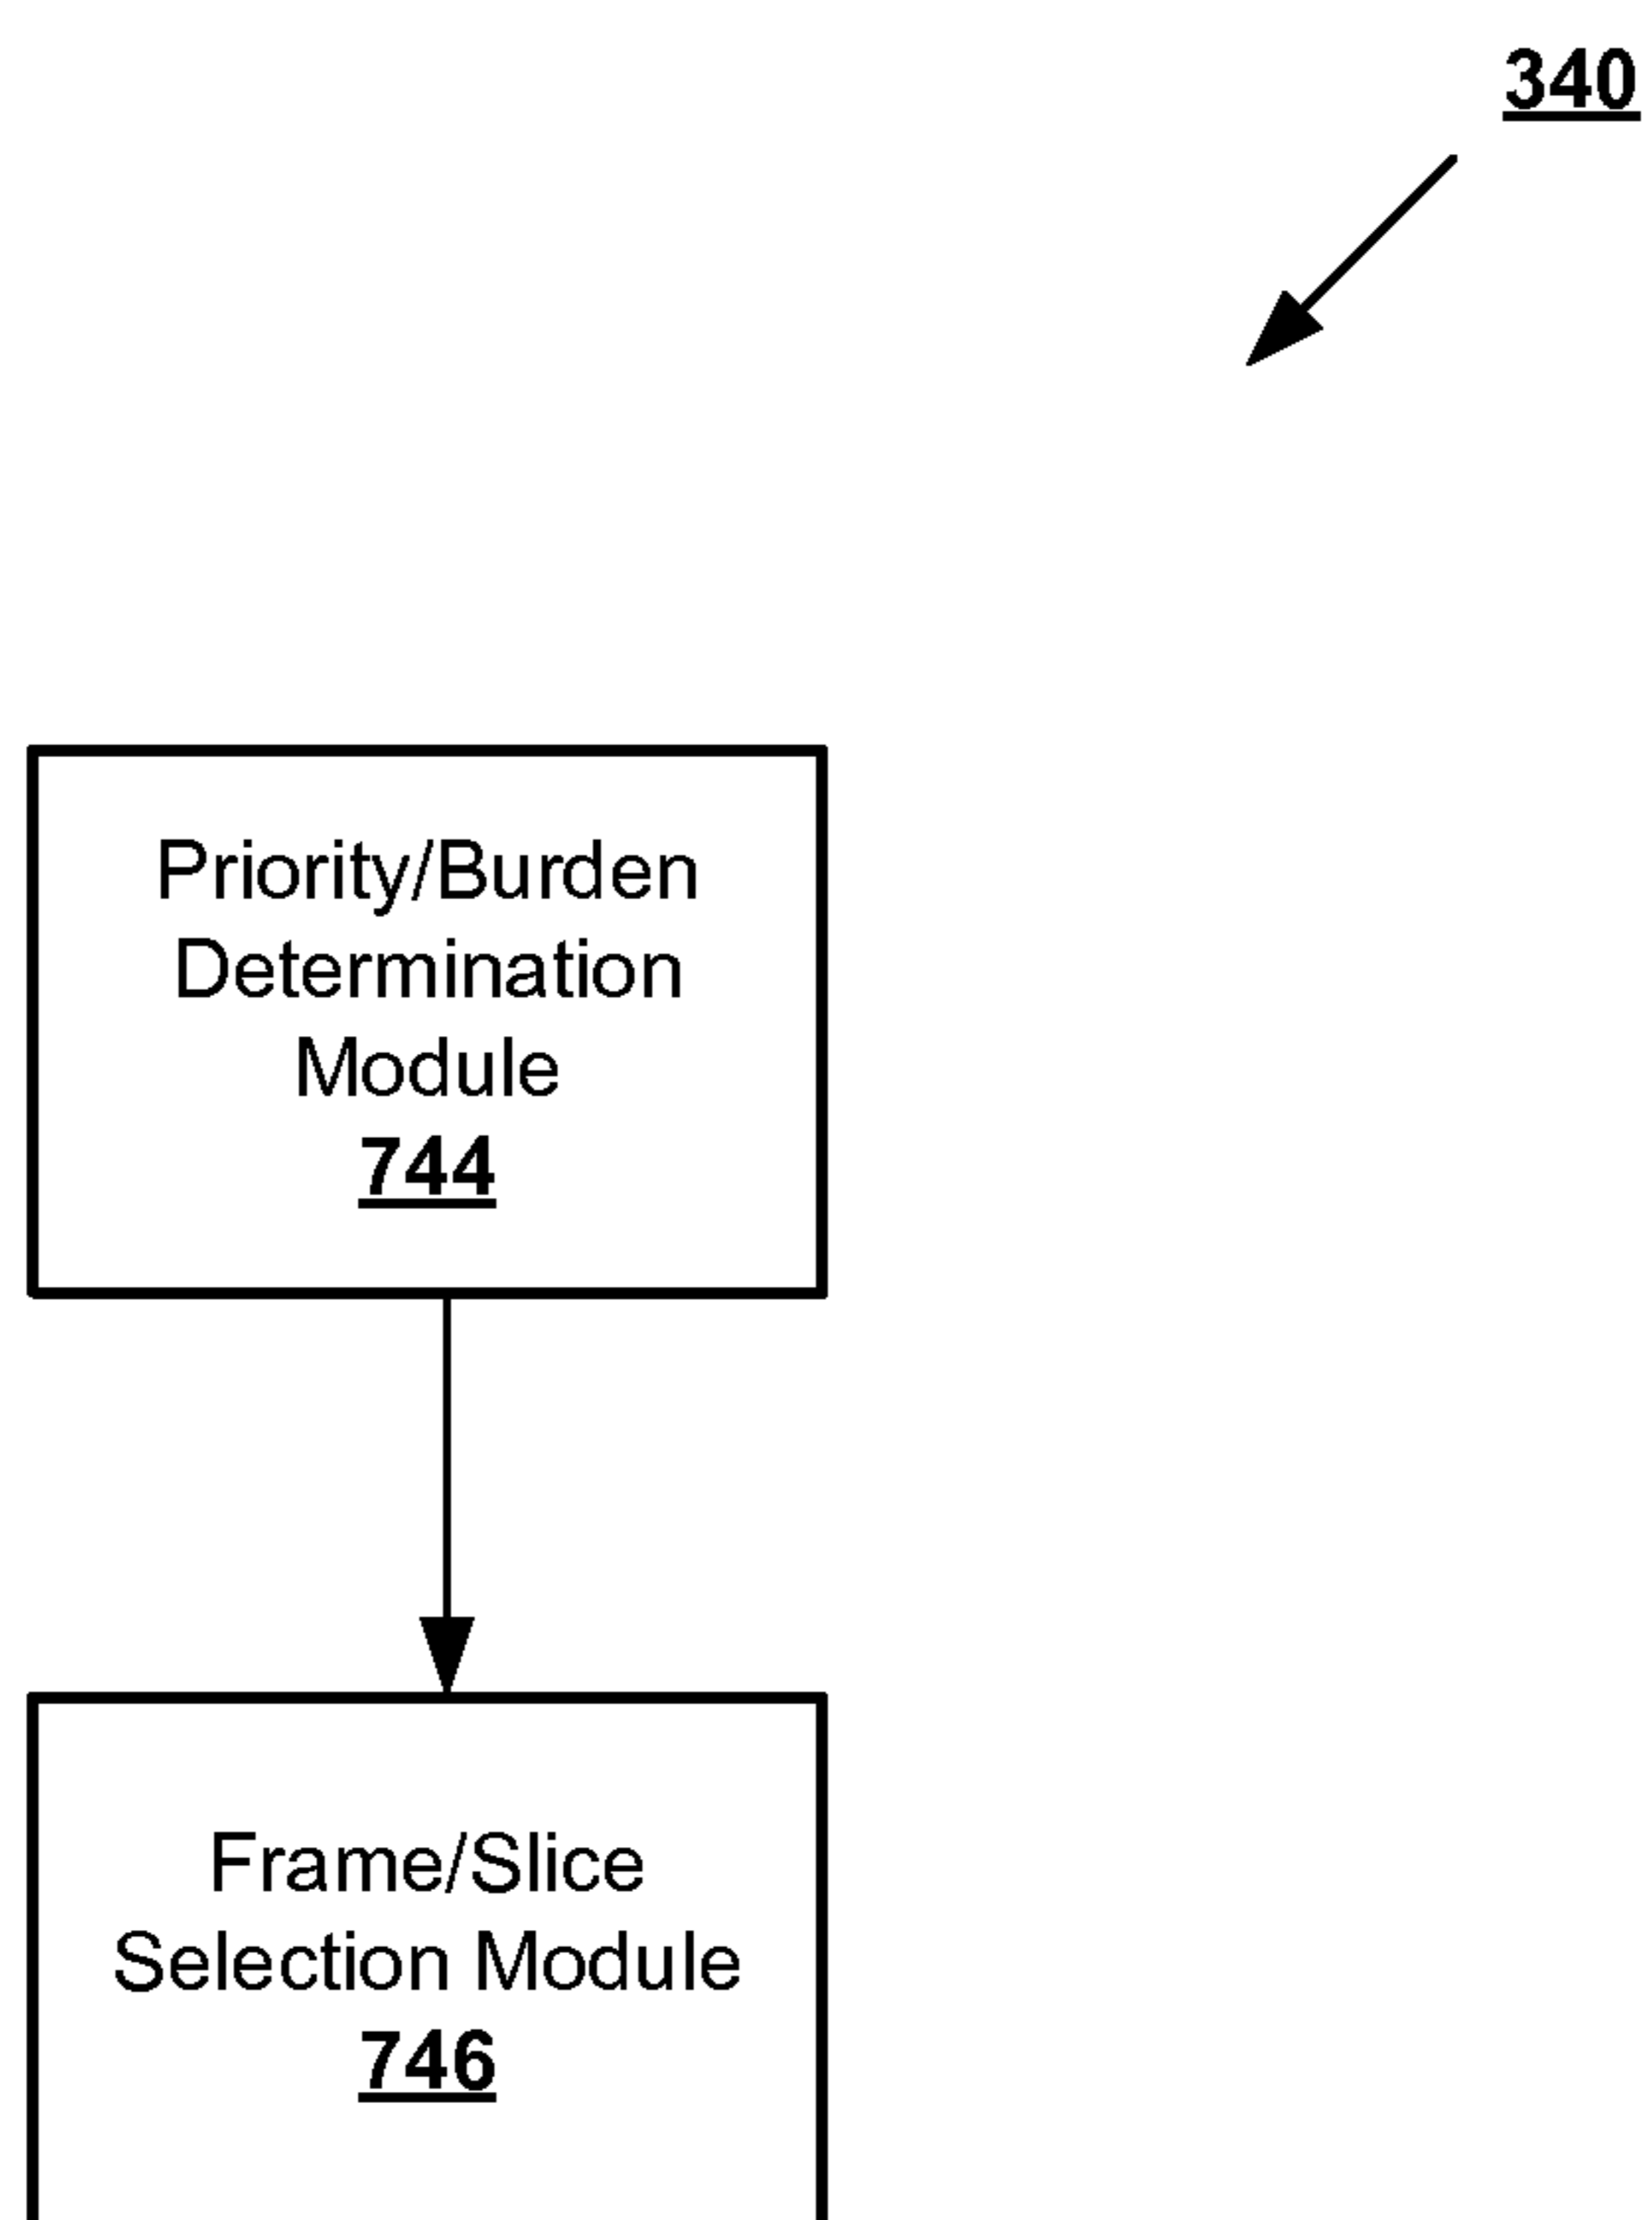 340
Priority/Burden
Determination
Module
744
Frame/Slice
Selection Module
746